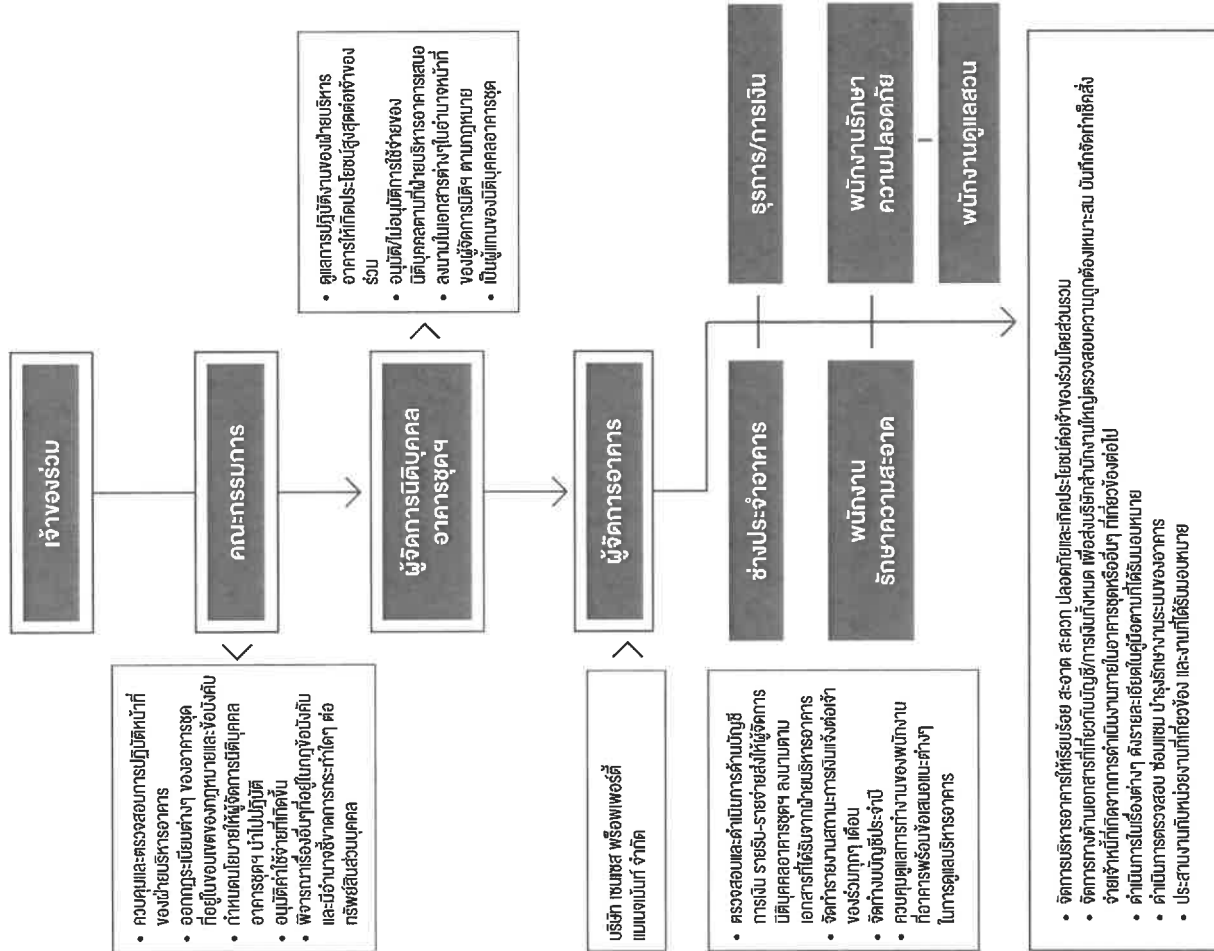 เจ้าของร่วม
คณะกรรมการ
• ควบคุมและตรวจสอบการปฏิบัติหน้าที่
ของฝ่ายบริหารอาคาร
• ออกกฎระเบียบต่างๆ ของอาคารชุด
ที่อยู่ในขอบเขตของกฎหมายและข้อบังคับ
• กำหนดนโยบายให้ผู้จัดการนิติบุคคล
อาคารชุดฯ นำไปปฏิบัติ
• อนุมัติค่าใช้จ่ายที่เกิดขึ้น
• พิจารณาเรื่องอื่นๆที่อยู่ในกฎข้อบังคับ
และมีอำนาจชี้ขาดการกระทำใดๆ ต่อ
ทรัพย์สินส่วนบุคคล
ผู้จัดการนิติบุคคล
อาคารชุดฯ
• ดูแลการปฏิบัติงานของฝ่ายบริหาร
อาคารให้เกิดประโยชน์สูงสุดต่อเจ้าของ
ร่วม
• อนุมัติ/ไม่อนุมัติการใช้จ่ายของ
นิติบุคคลตามที่ฝ่ายบริหารอาคารเสนอ
• ลงนามในเอกสารต่างๆในอำนาจหน้าที่
ของผู้จัดการนิติฯ ตามกฎหมาย
• เป็นผู้แทนของนิติบุคคลอาคารชุด
ผู้จัดการอาคาร
บริษัท เซนเซส พร็อพเพอร์ตี้
แมเนจเม้นท์ จำกัด
• ตรวจสอบและดำเนินการด้านบัญชี
การเงิน รายรับ-รายจ่ายส่งให้ผู้จัดการ
นิติบุคคลอาคารชุดฯ ลงนามตาม
เอกสารที่ได้รับจากฝ่ายบริหารอาคาร
• จัดทำรายงานสถานะการเงินแจ้งต่อเจ้า
ของร่วมทุกๆ เดือน
• จัดทำงบบัญชีประจำปี
• ควบคุมดูแลการทำงานของพนักงาน
ที่อาคารพร้อมข้อเสนอแนะต่างๆ
ในการดูแลบริหารอาคาร
ช่างประจำอาคาร
ธุรการ/การเงิน
พนักงาน
รักษาความสะอาด
พนักงานรักษา
ความปลอดภัย
พนักงานดูแลสวน
• จัดการบริหารอาคารให้เรียบร้อย สะอาด สะดวก ปลอดภัยและเกิดประโยชน์ต่อเจ้าของร่วมโดยส่วนรวม
• จัดการทางด้านเอกสารที่เกี่ยวกับบัญชี/การเงินทั้งหมด เพื่อส่งบริษัทสำนักงานใหญ่ตรวจสอบความถูกต้องเหมาะสม บันทึกจัดทำเช็คสั่ง
จ่ายเจ้าหนี้ที่เกิดจากการดำเนินงานภายในอาคารชุดหรืออื่นๆ ที่เกี่ยวข้องต่อไป
• ดำเนินการในเรื่องต่างๆ ดังรายละเอียดในคู่มือตามที่ได้รับมอบหมาย
• ดำเนินการตรวจสอบ ซ่อมแซม บำรุงรักษางานระบบของอาคาร
• ประสานงานกับหน่วยงานที่เกี่ยวข้อง และงานที่ได้รับมอบหมาย